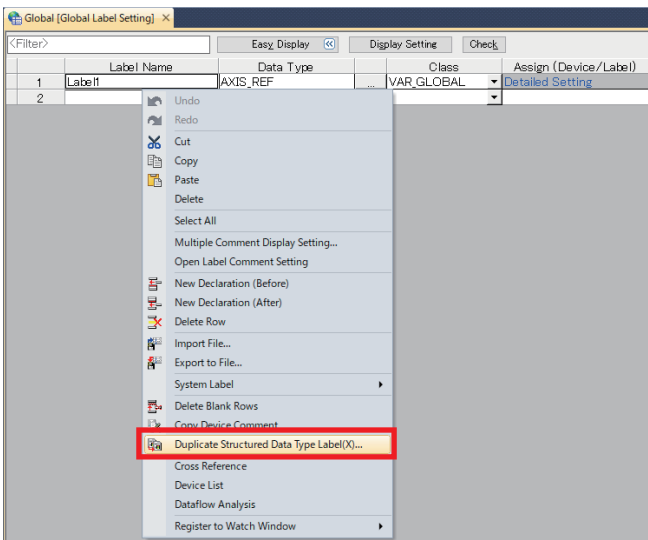 Global [Global Label Setting] ×
<Filter> Easy Display Display Setting Check
Label Name Data Type Class Assign (Device/Label)
1 Label1 AXIS_REF ... VAR_GLOBAL Detailed Setting
2
Undo
Redo
Cut
Copy
Paste
Delete
Select All
Multiple Comment Display Setting...
Open Label Comment Setting
New Declaration (Before)
New Declaration (After)
Delete Row
Import File...
Export to File...
System Label
Delete Blank Rows
Copy Device Comment
Duplicate Structured Data Type Label(X)...
Cross Reference
Device List
Dataflow Analysis
Register to Watch Window